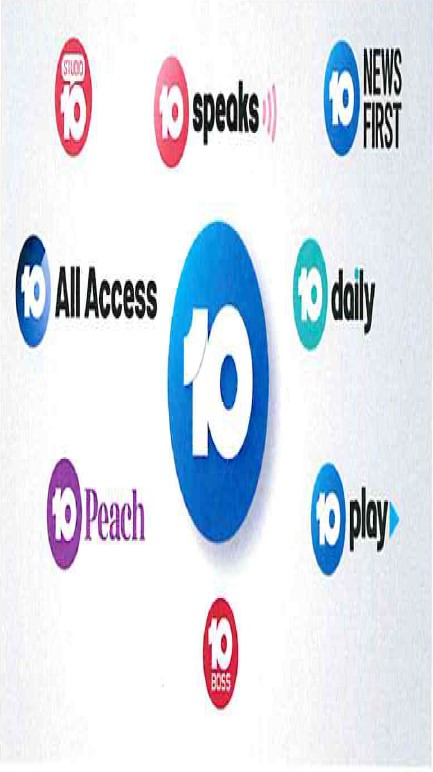 STUDIO
10
10 speaks
10 NEWS
FIRST
10 All Access
10
10 daily
10 Peach
10 play
10
BOSS